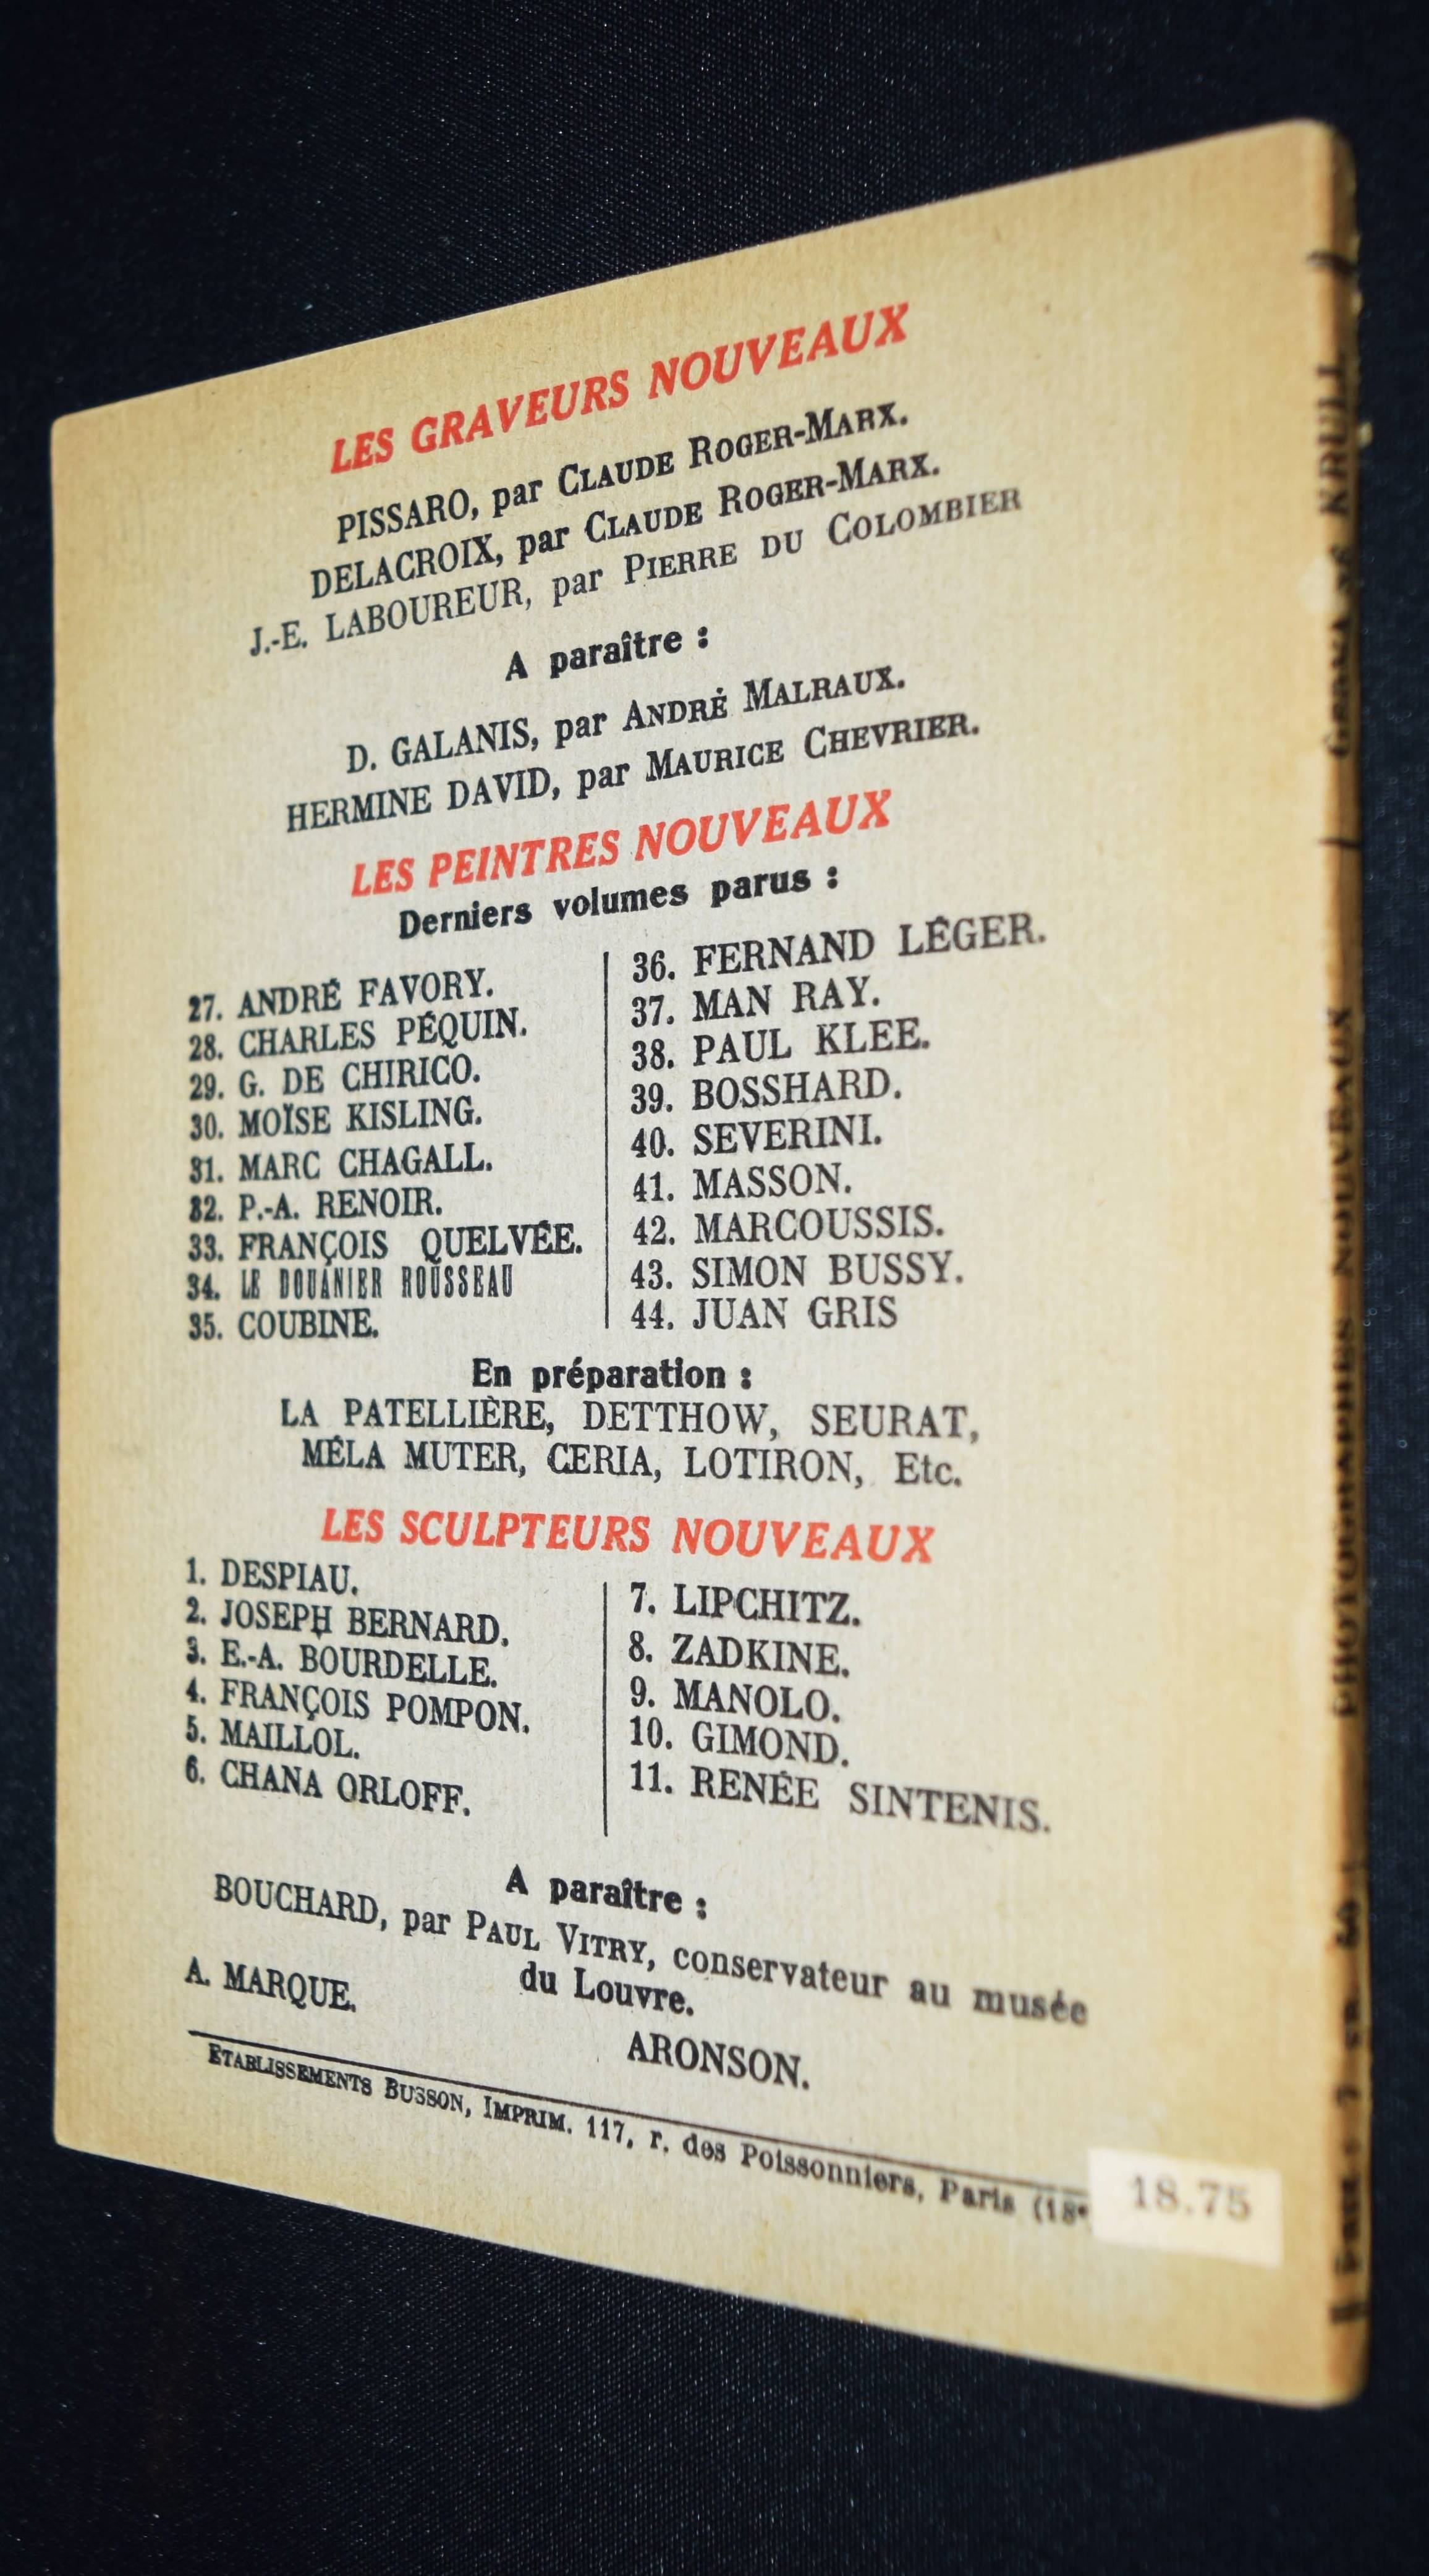 LES GRAVEURS NOUVEAUX
PISSARO, par CLAUDE ROGER-MARX.
DELACROIX, par CLAUDE ROGER-MARX.
J.-E. LABOUREUR, par PIERRE DU COLOMBIER
A paraître :
D. GALANIS, par ANDRÉ MALRAUX.
HERMINE DAVID, par MAURICE CHEVRIER.
LES PEINTRES NOUVEAUX
Derniers volumes parus :
27. ANDRÉ FAVORY.
28. CHARLES PÉQUIN.
29. G. DE CHIRICO.
30. MOÏSE KISLING.
31. MARC CHAGALL.
32. P.-A. RENOIR.
33. FRANÇOIS QUELVÉE.
34. LE DOUANIER ROUSSEAU
35. COUBINE.
36. FERNAND LÉGER.
37. MAN RAY.
38. PAUL KLEE.
39. BOSSHARD.
40. SEVERINI.
41. MASSON.
42. MARCOUSSIS.
43. SIMON BUSSY.
44. JUAN GRIS
En préparation :
LA PATELLIÈRE, DETTHOW, SEURAT,
MÉLA MUTER, CERIA, LOTIRON, Etc.
LES SCULPTEURS NOUVEAUX
1. DESPIAU.
2. JOSEPH BERNARD.
3. E.-A. BOURDELLE.
4. FRANÇOIS POMPON.
5. MAILLOL.
6. CHANA ORLOFF.
7. LIPCHITZ.
8. ZADKINE.
9. MANOLO.
10. GIMOND.
11. RENÉE SINTENIS.
A paraître :
BOUCHARD, par PAUL VITRY, conservateur au musée
du Louvre.
A. MARQUE.
ARONSON.
ETABLISSEMENTS BUSSON, IMPRIM. 117, r. des Poissonniers, Paris (18e
18.75
PHOTOGRAPHES NOUVEAUX
KRULL